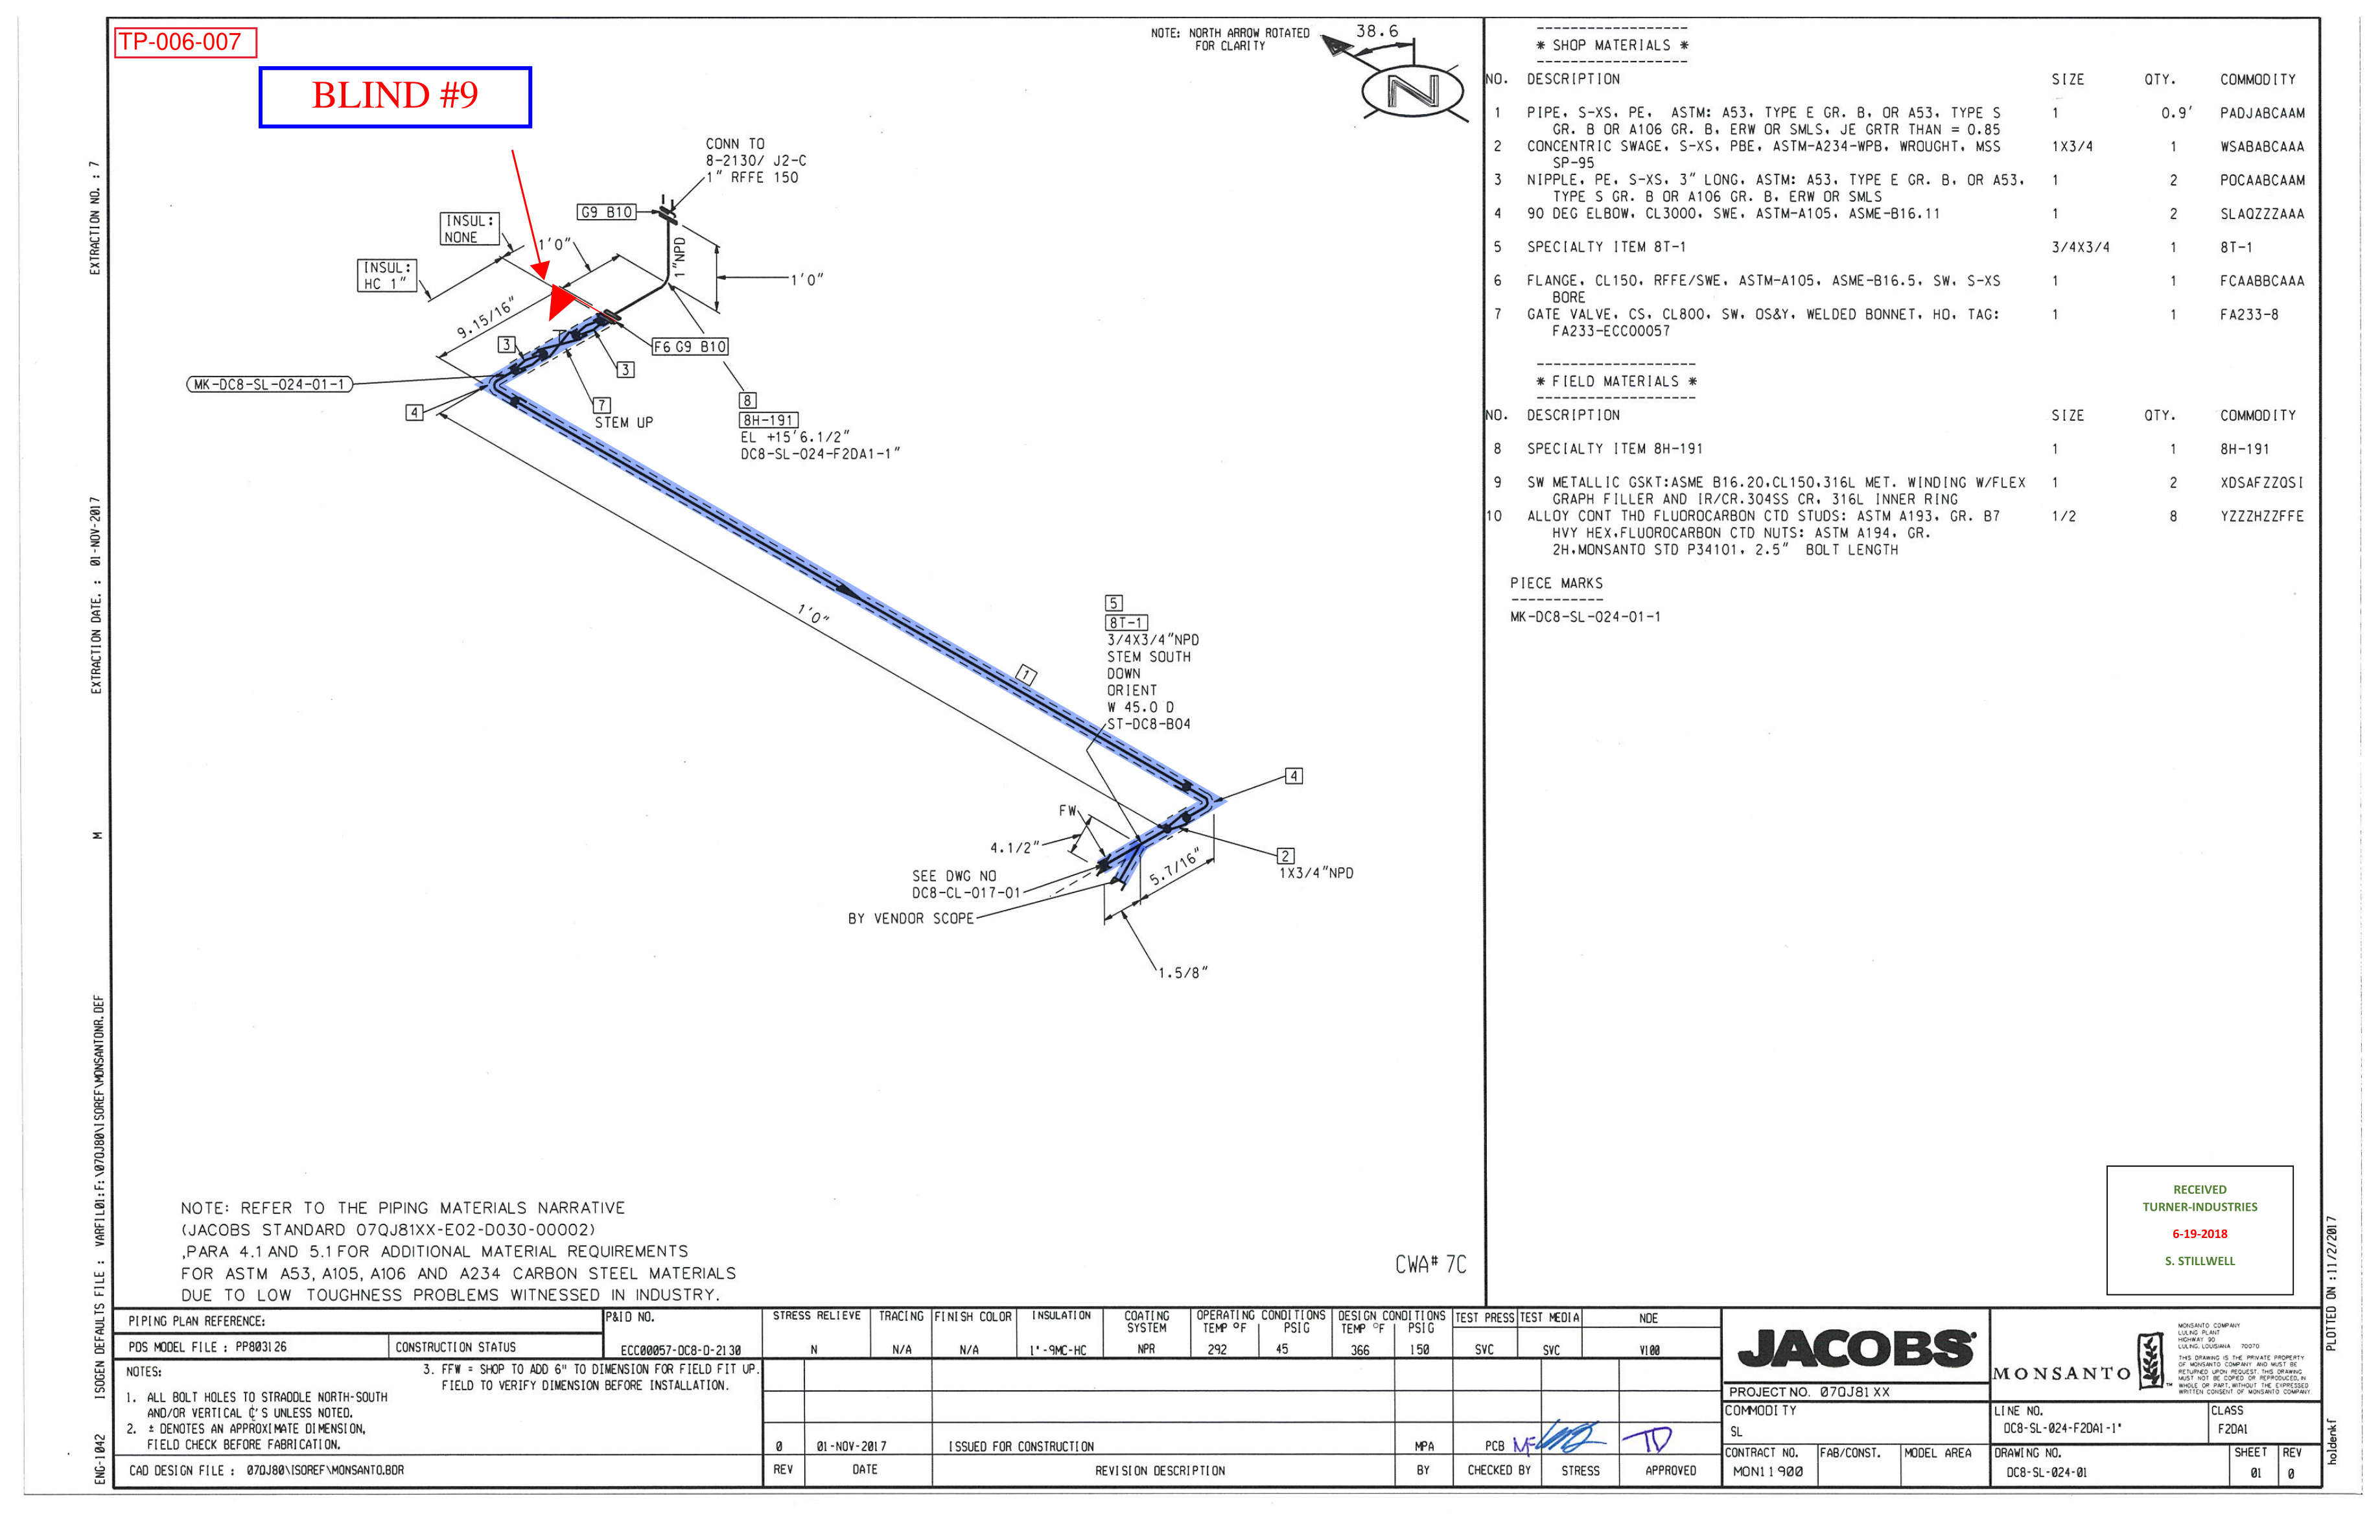 TP-006-007
BLIND #9
NOTE: NORTH ARROW ROTATED
FOR CLARITY
38.6
N
CONN TO
8-2130/ J2-C
1" RFFE 150
G9 B10
INSUL:
NONE
1'0"
1"NPD
INSUL:
HC 1"
1'0"
9.15/16"
3
F6 G9 B10
3
MK-DC8-SL-024-01-1
4
7
STEM UP
8
8H-191
EL +15'6.1/2"
DC8-SL-024-F2DA1-1"
1'0"
5
8T-1
3/4X3/4"NPD
STEM SOUTH
DOWN
ORIENT
W 45.0 D
ST-DC8-B04
1
4
FW
4.1/2"
2
1X3/4"NPD
5.7/16"
SEE DWG NO
DC8-CL-017-01
BY VENDOR SCOPE
1.5/8"
* SHOP MATERIALS *
NO. DESCRIPTION SIZE QTY. COMMODITY
1 PIPE, S-XS, PE, ASTM: A53, TYPE E GR. B, OR A53, TYPE S 1 0.9' PADJABCAAM
GR. B OR A106 GR. B, ERW OR SMLS, JE GRTR THAN = 0.85
2 CONCENTRIC SWAGE, S-XS, PBE, ASTM-A234-WPB, WROUGHT, MSS 1X3/4 1 WSABABCAAA
SP-95
3 NIPPLE, PE, S-XS, 3" LONG, ASTM: A53, TYPE E GR. B, OR A53, 1 2 POCAABCAAM
TYPE S GR. B OR A106 GR. B, ERW OR SMLS
4 90 DEG ELBOW, CL3000, SWE, ASTM-A105, ASME-B16.11 1 2 SLAQZZZAAA
5 SPECIALTY ITEM 8T-1 3/4X3/4 1 8T-1
6 FLANGE, CL150, RFFE/SWE, ASTM-A105, ASME-B16.5, SW, S-XS 1 1 FCAABBCAAA
BORE
7 GATE VALVE, CS, CL800, SW, OS&Y, WELDED BONNET, HO, TAG: 1 1 FA233-8
FA233-ECC00057
* FIELD MATERIALS *
NO. DESCRIPTION SIZE QTY. COMMODITY
8 SPECIALTY ITEM 8H-191 1 1 8H-191
9 SW METALLIC GSKT:ASME B16.20,CL150,316L MET. WINDING W/FLEX 1 2 XDSAFZZQSI
GRAPH FILLER AND IR/CR.304SS CR, 316L INNER RING
10 ALLOY CONT THD FLUOROCARBON CTD STUDS: ASTM A193, GR. B7 1/2 8 YZZZHZZFFE
HVY HEX,FLUOROCARBON CTD NUTS: ASTM A194, GR.
2H,MONSANTO STD P34101, 2.5" BOLT LENGTH
PIECE MARKS
MK-DC8-SL-024-01-1
RECEIVED
TURNER-INDUSTRIES
6-19-2018
S. STILLWELL
NOTE: REFER TO THE PIPING MATERIALS NARRATIVE
(JACOBS STANDARD 07QJ81XX-E02-D030-00002)
,PARA 4.1 AND 5.1 FOR ADDITIONAL MATERIAL REQUIREMENTS
FOR ASTM A53, A105, A106 AND A234 CARBON STEEL MATERIALS
DUE TO LOW TOUGHNESS PROBLEMS WITNESSED IN INDUSTRY.
CWA# 7C
EXTRACTION NO. : 7
EXTRACTION DATE. : 01-NOV-2017
M
ISOGEN DEFAULTS FILE : VARFIL01:F:\07QJ80\ISOREF\MONSANTONR.DEF
ENG-1042
PLOTTED ON :11/2/2017
holdenkf
PIPING PLAN REFERENCE:
PDS MODEL FILE : PP803126
CONSTRUCTION STATUS
P&ID NO.
ECC00057-DC8-D-2130
STRESS RELIEVE
N
TRACING
N/A
FINISH COLOR
N/A
INSULATION
1"-9MC-HC
COATING
SYSTEM
NPR
OPERATING CONDITIONS
TEMP °F PSIG
292 45
DESIGN CONDITIONS
TEMP °F PSIG
366 150
TEST PRESS
SVC
TEST MEDIA
SVC
NDE
V100
NOTES:
1. ALL BOLT HOLES TO STRADDLE NORTH-SOUTH
AND/OR VERTICAL ℄'S UNLESS NOTED.
2. ± DENOTES AN APPROXIMATE DIMENSION,
FIELD CHECK BEFORE FABRICATION.
3. FFW = SHOP TO ADD 6" TO DIMENSION FOR FIELD FIT UP.
FIELD TO VERIFY DIMENSION BEFORE INSTALLATION.
CAD DESIGN FILE : 07QJ80\ISOREF\MONSANTO.BDR
0 01-NOV-2017 ISSUED FOR CONSTRUCTION MPA PCB TD
REV DATE REVISION DESCRIPTION BY CHECKED BY STRESS APPROVED
JACOBS
PROJECT NO. 07QJ81XX
COMMODITY
SL
CONTRACT NO.
MON11900
FAB/CONST.
MODEL AREA
MONSANTO
MONSANTO COMPANY
LULING PLANT
HIGHWAY 90
LULING, LOUISIANA 70070
THIS DRAWING IS THE PRIVATE PROPERTY
OF MONSANTO COMPANY AND MUST BE
RETURNED UPON REQUEST. THIS DRAWING
MUST NOT BE COPIED OR REPRODUCED, IN
WHOLE OR PART, WITHOUT THE EXPRESSED
WRITTEN CONSENT OF MONSANTO COMPANY
LINE NO.
DC8-SL-024-F2DA1-1"
CLASS
F2DA1
DRAWING NO.
DC8-SL-024-01
SHEET
01
REV
0